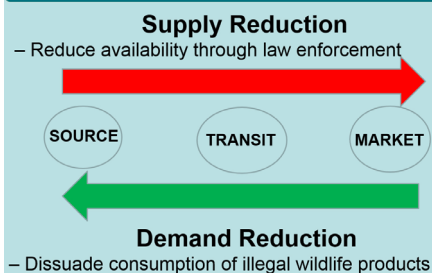 Supply Reduction
– Reduce availability through law enforcement
SOURCE TRANSIT MARKET
Demand Reduction
– Dissuade consumption of illegal wildlife products